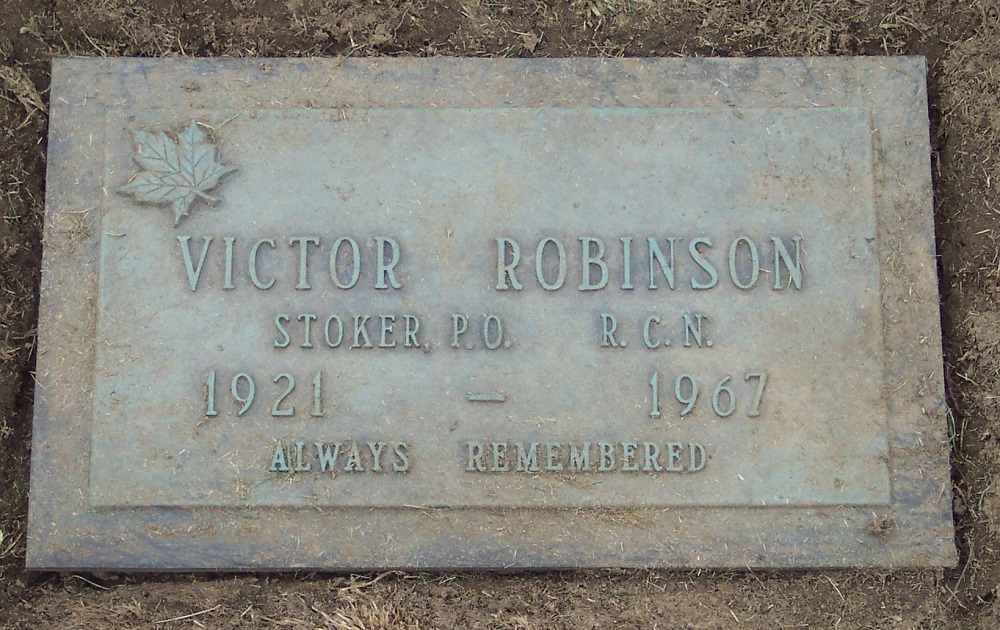 VICTOR ROBINSON
STOKER, P.O. R.C.N.
1921 — 1967
ALWAYS REMEMBERED